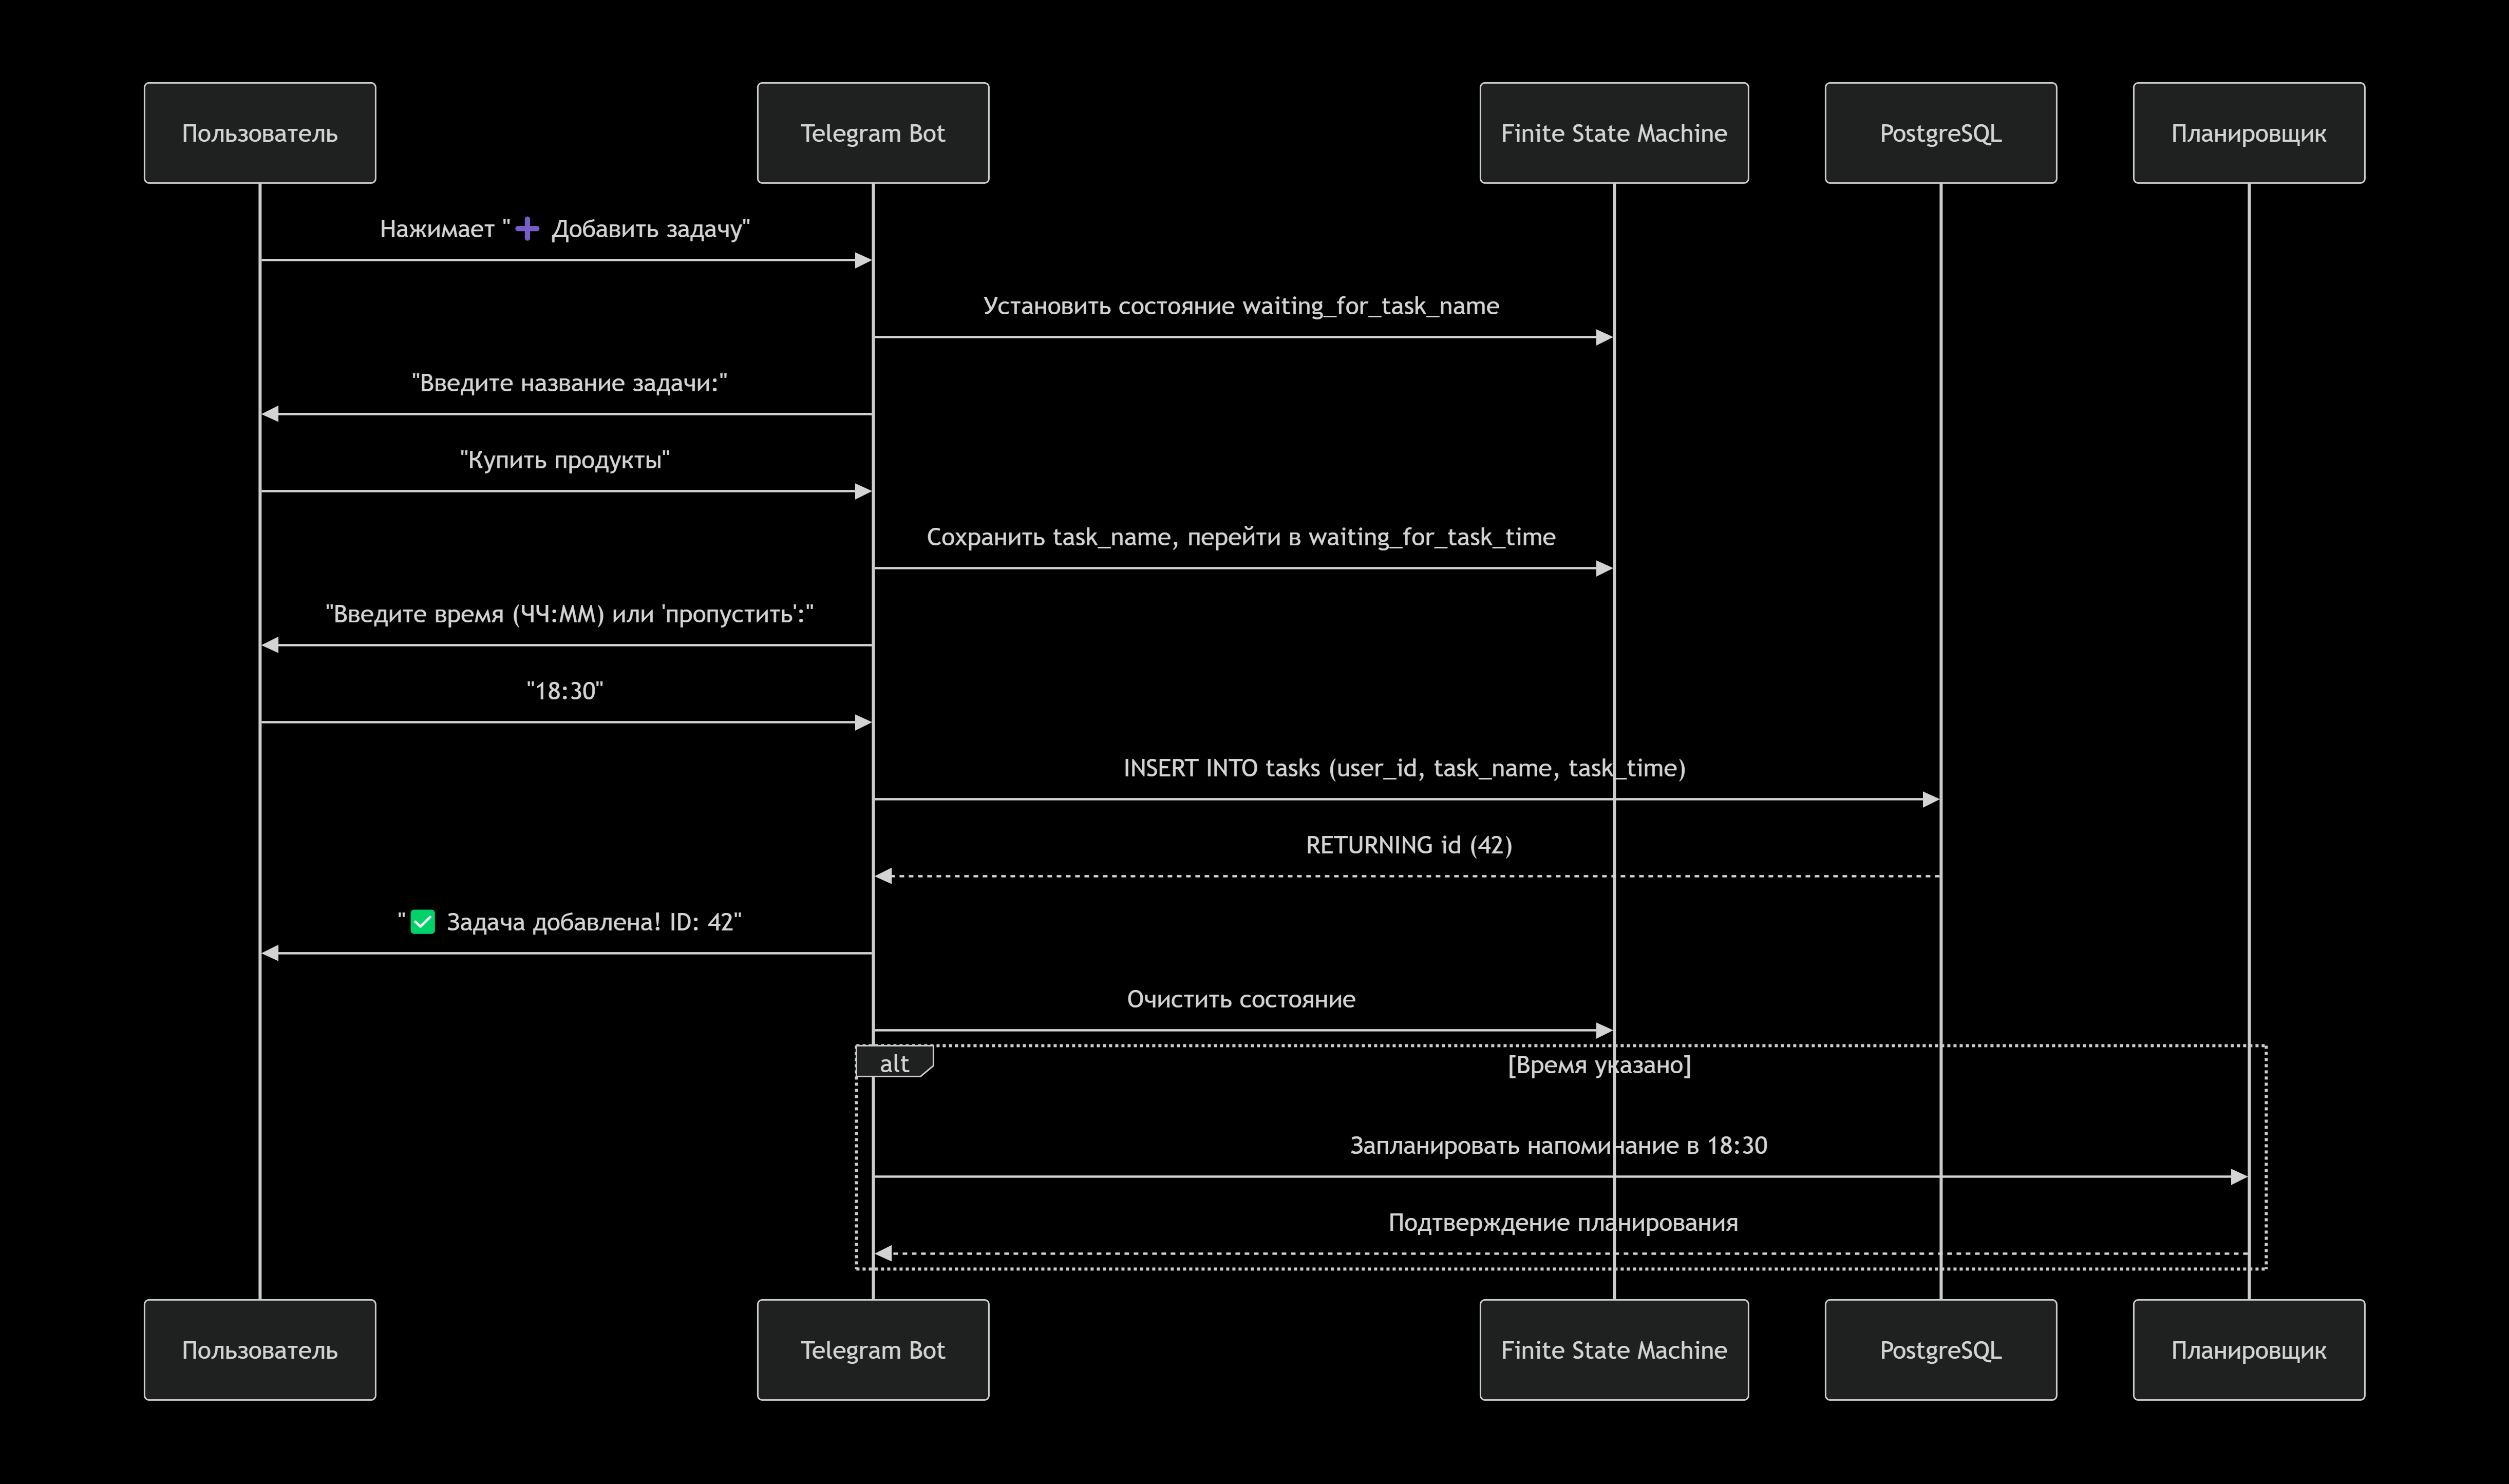 Пользователь
Telegram Bot
Finite State Machine
PostgreSQL
Планировщик
Нажимает "➕ Добавить задачу"
Установить состояние waiting_for_task_name
"Введите название задачи:"
"Купить продукты"
Сохранить task_name, перейти в waiting_for_task_time
"Введите время (ЧЧ:ММ) или 'пропустить':"
"18:30"
INSERT INTO tasks (user_id, task_name, task_time)
RETURNING id (42)
"✅ Задача добавлена! ID: 42"
Очистить состояние
alt
[Время указано]
Запланировать напоминание в 18:30
Подтверждение планирования
Пользователь
Telegram Bot
Finite State Machine
PostgreSQL
Планировщик